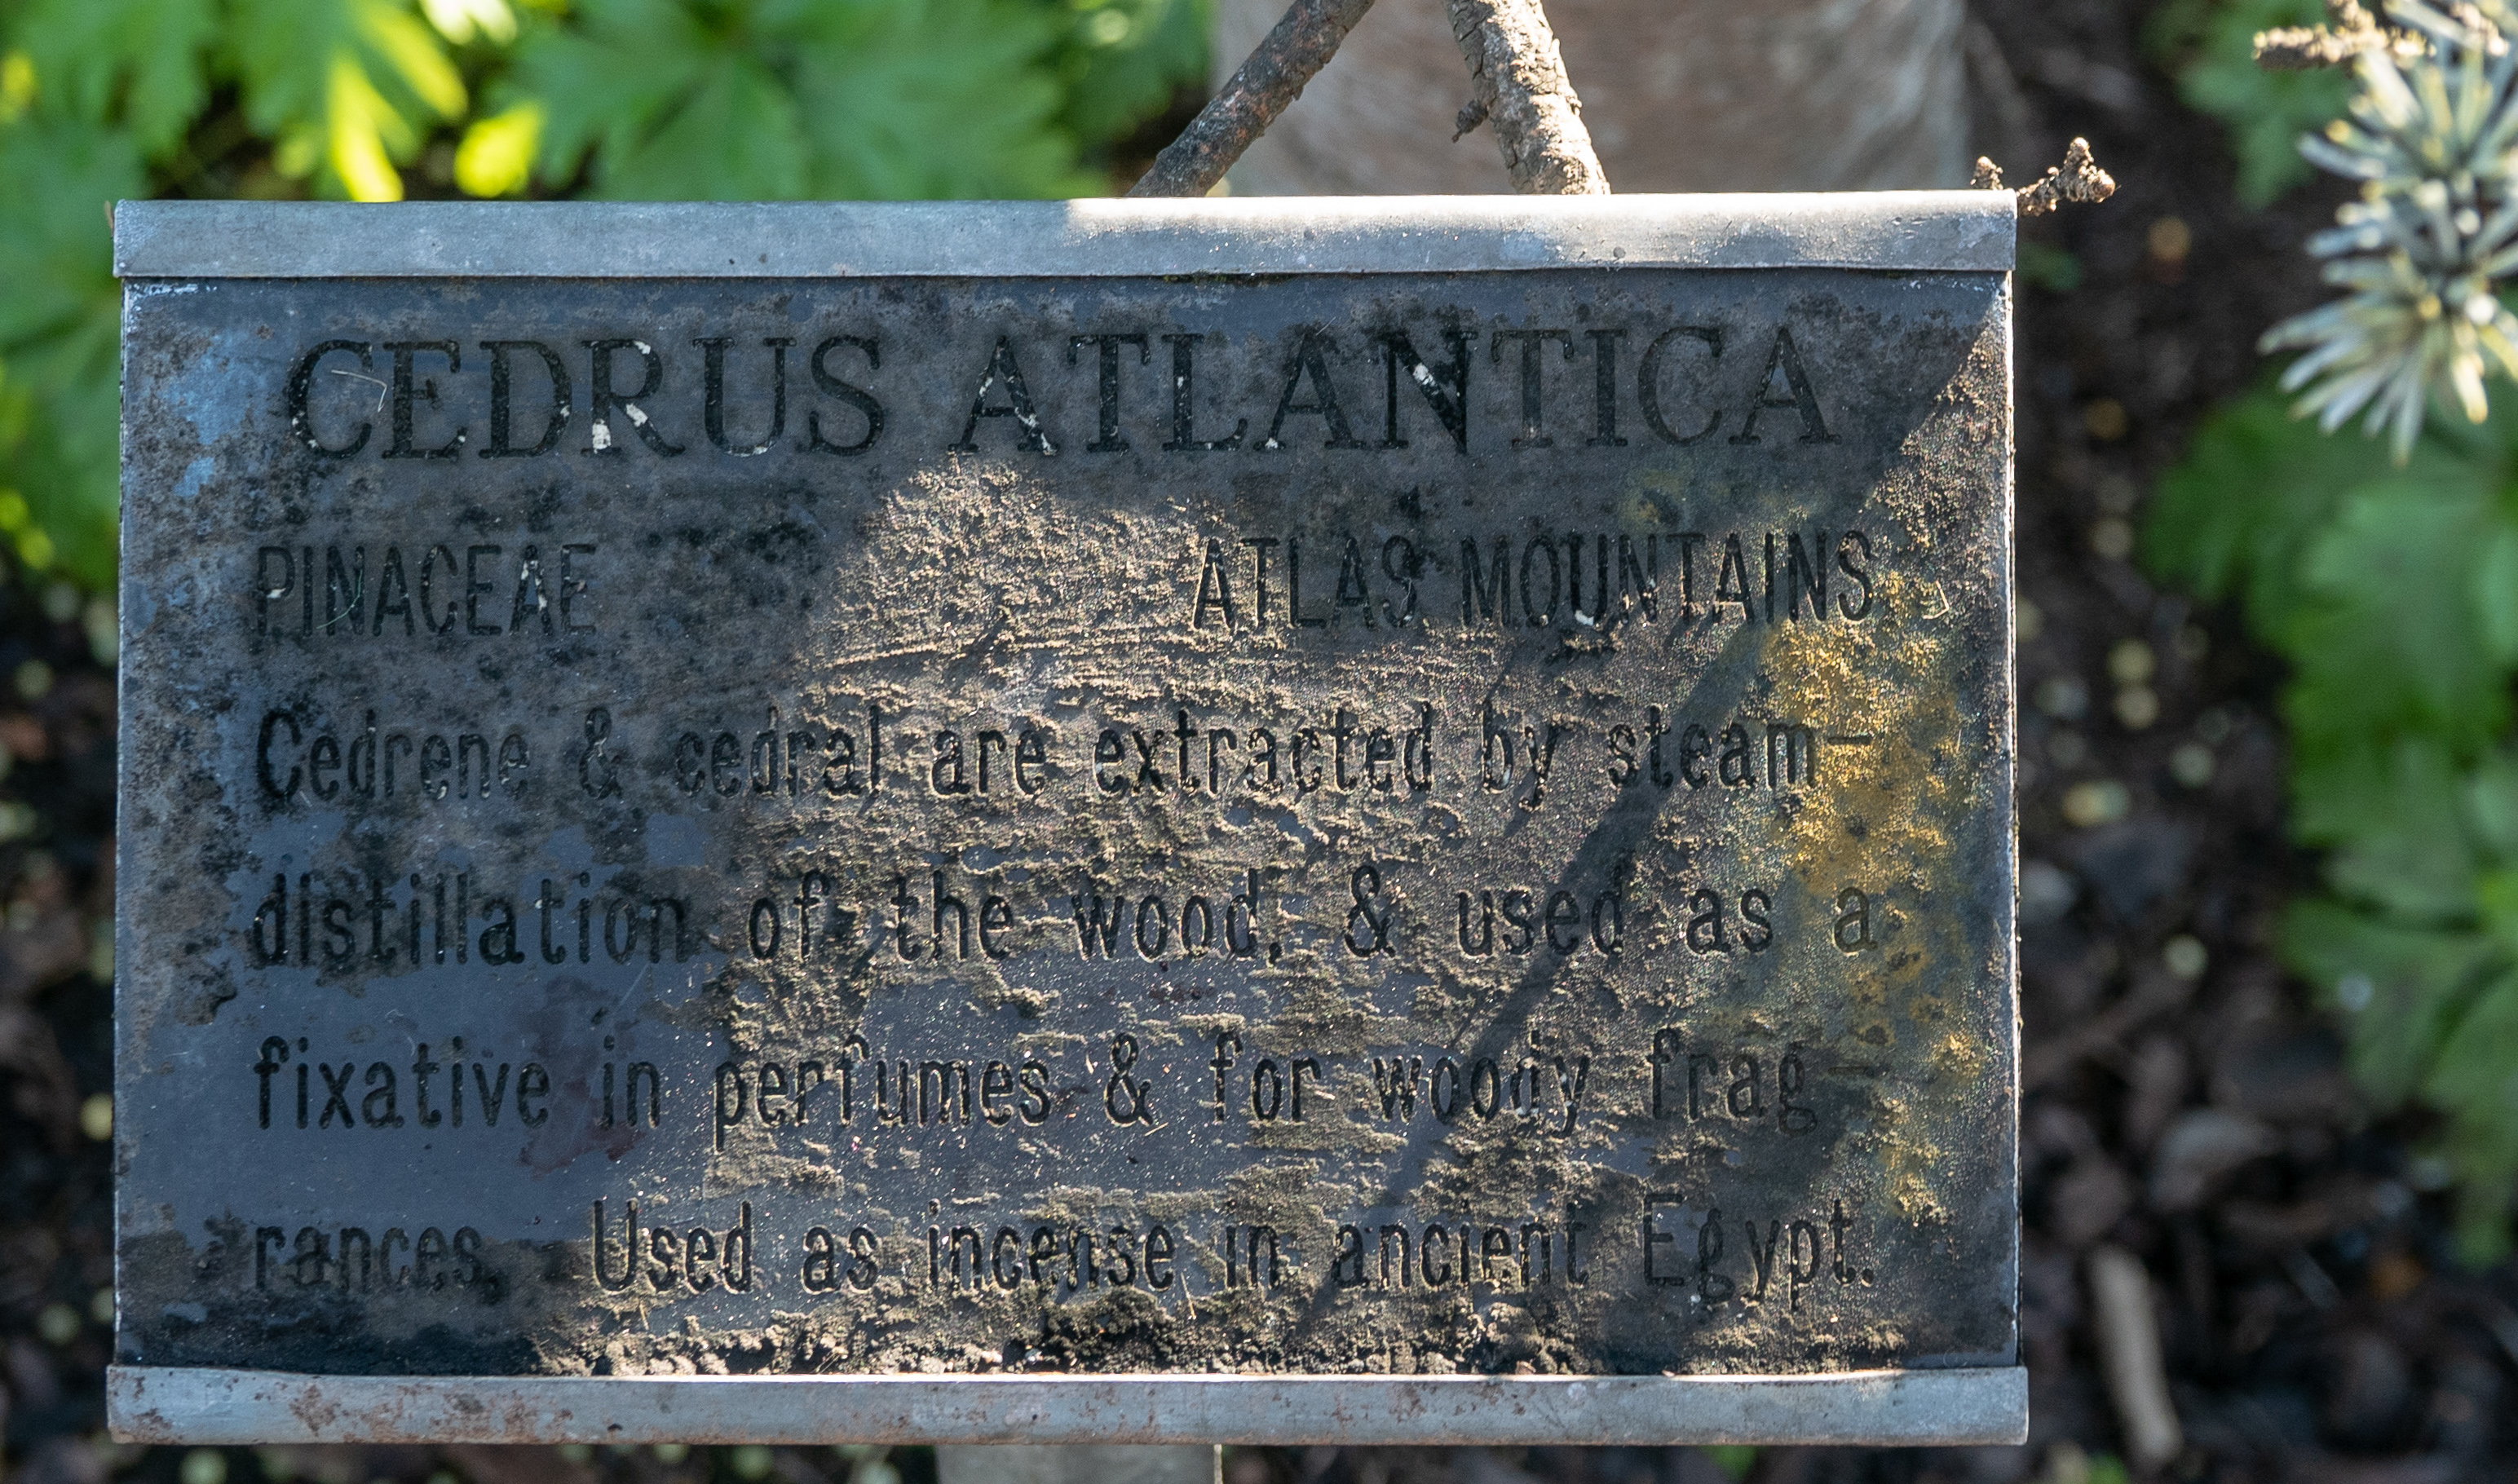 CEDRUS ATLANTICA
PINACEAE ATLAS MOUNTAINS
Cedrene & cedral are extracted by steam-
distillation of the wood, & used as a
fixative in perfumes & for woody frag-
rances. Used as incense in ancient Egypt.